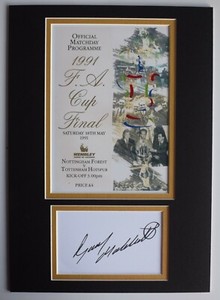 OFFICIAL
MATCHDAY
PROGRAMME
1991
F.A.
Cup
Final
SATURDAY 18TH MAY
1991
WEMBLEY
NOTTINGHAM FOREST
v
TOTTENHAM HOTSPUR
KICK-OFF 3.00pm
PRICE £4